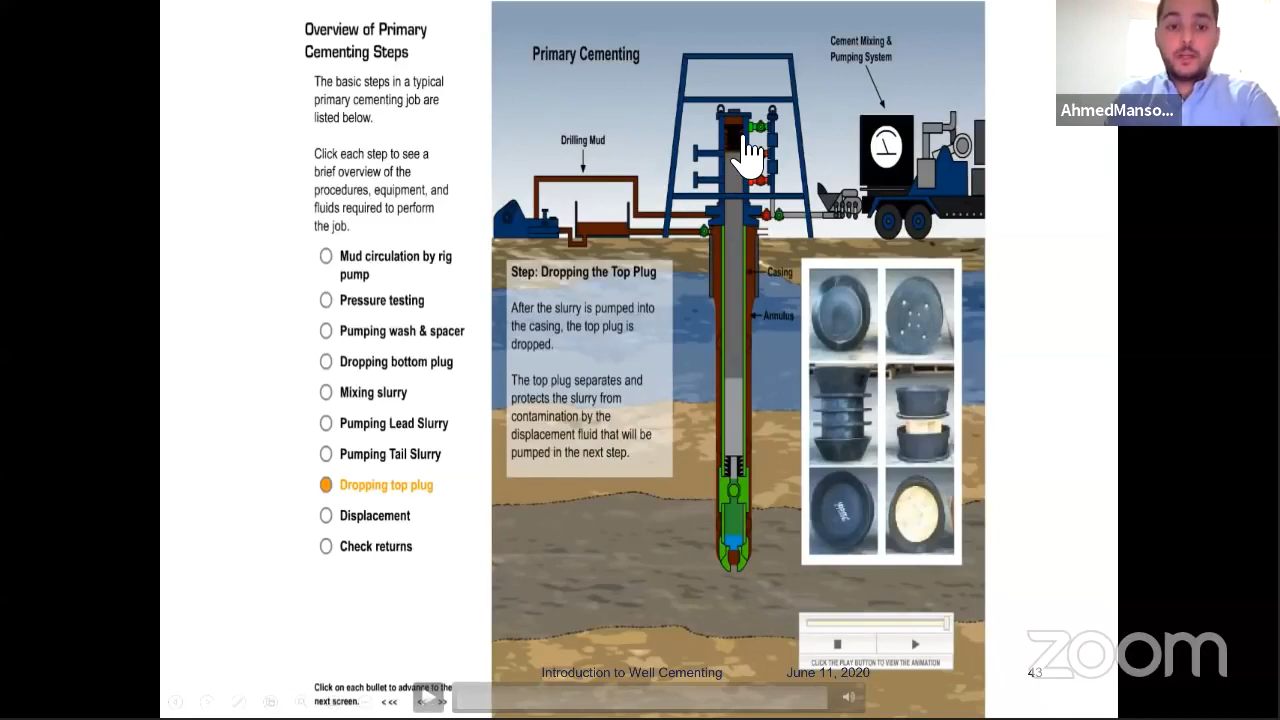 Overview of Primary
Cementing Steps
The basic steps in a typical
primary cementing job are
listed below.
Click each step to see a
brief overview of the
procedures, equipment, and
fluids required to perform
the job.
Mud circulation by rig
pump
Pressure testing
Pumping wash & spacer
Dropping bottom plug
Mixing slurry
Pumping Lead Slurry
Pumping Tail Slurry
Dropping top plug
Displacement
Check returns
Click on each bullet to advance to the
next screen.
<<
<< >>
Primary Cementing
Cement Mixing &
Pumping System
Drilling Mud
Step: Dropping the Top Plug
After the slurry is pumped into
the casing, the top plug is
dropped.
The top plug separates and
protects the slurry from
contamination by the
displacement fluid that will be
pumped in the next step.
Casing
Annulus
CLICK THE PLAY BUTTON TO VIEW THE ANIMATION
Introduction to Well Cementing
June 11, 2020
43
AhmedManso...
zoom